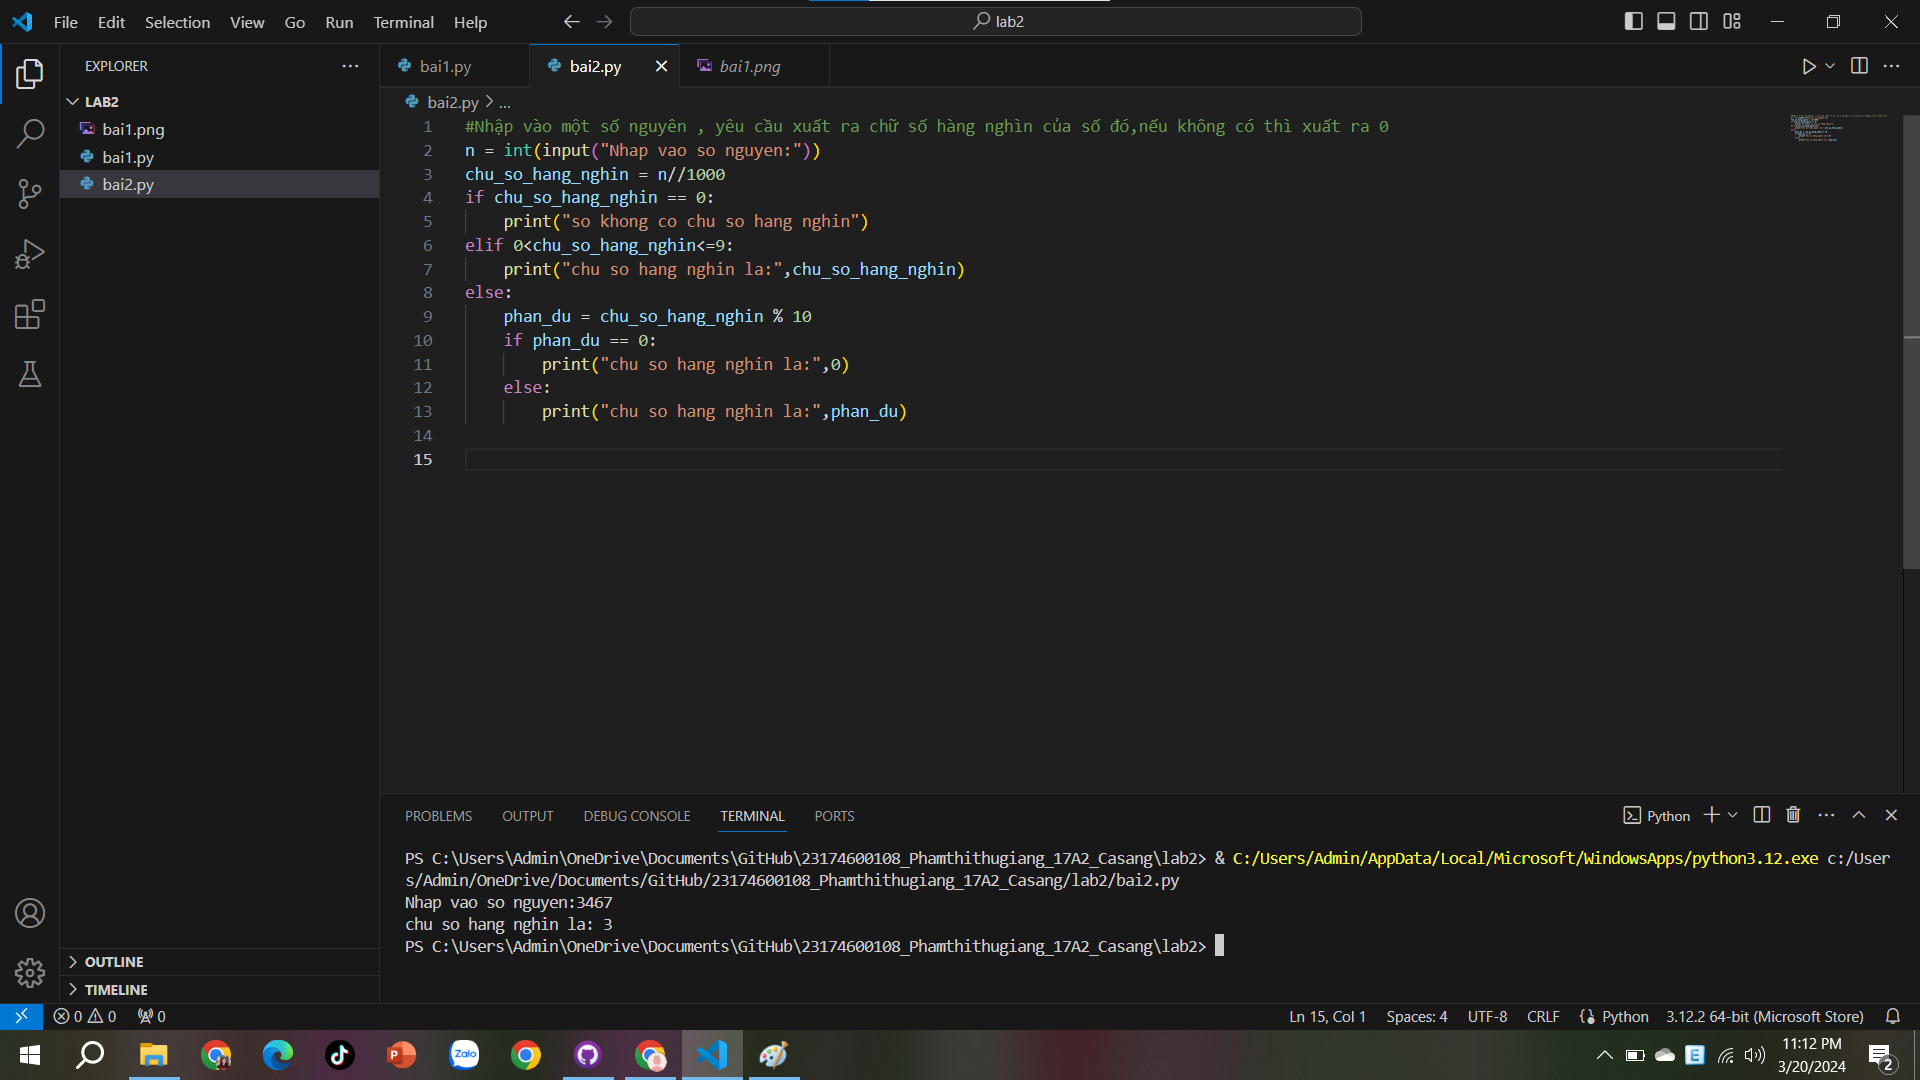 File Edit Selection View Go Run Terminal Help
lab2
EXPLORER
LAB2
bai1.png
bai1.py
bai2.py
OUTLINE
TIMELINE
bai1.py
bai2.py
bai1.png
bai2.py > ...
1 #Nhập vào một số nguyên , yêu cầu xuất ra chữ số hàng nghìn của số đó,nếu không có thì xuất ra 0
2 n = int(input("Nhap vao so nguyen:"))
3 chu_so_hang_nghin = n//1000
4 if chu_so_hang_nghin == 0:
5     print("so khong co chu so hang nghin")
6 elif 0<chu_so_hang_nghin<=9:
7     print("chu so hang nghin la:",chu_so_hang_nghin)
8 else:
9     phan_du = chu_so_hang_nghin % 10
10     if phan_du == 0:
11         print("chu so hang nghin la:",0)
12     else:
13         print("chu so hang nghin la:",phan_du)
14
15
PROBLEMS OUTPUT DEBUG CONSOLE TERMINAL PORTS
Python
PS C:\Users\Admin\OneDrive\Documents\GitHub\23174600108_Phamthithugiang_17A2_Casang\lab2> & C:/Users/Admin/AppData/Local/Microsoft/WindowsApps/python3.12.exe c:/User
s/Admin/OneDrive/Documents/GitHub/23174600108_Phamthithugiang_17A2_Casang/lab2/bai2.py
Nhap vao so nguyen:3467
chu so hang nghin la: 3
PS C:\Users\Admin\OneDrive\Documents\GitHub\23174600108_Phamthithugiang_17A2_Casang\lab2>
0 0 0
Ln 15, Col 1 Spaces: 4 UTF-8 CRLF Python 3.12.2 64-bit (Microsoft Store)
P
Zalo
E
11:12 PM
3/20/2024
2